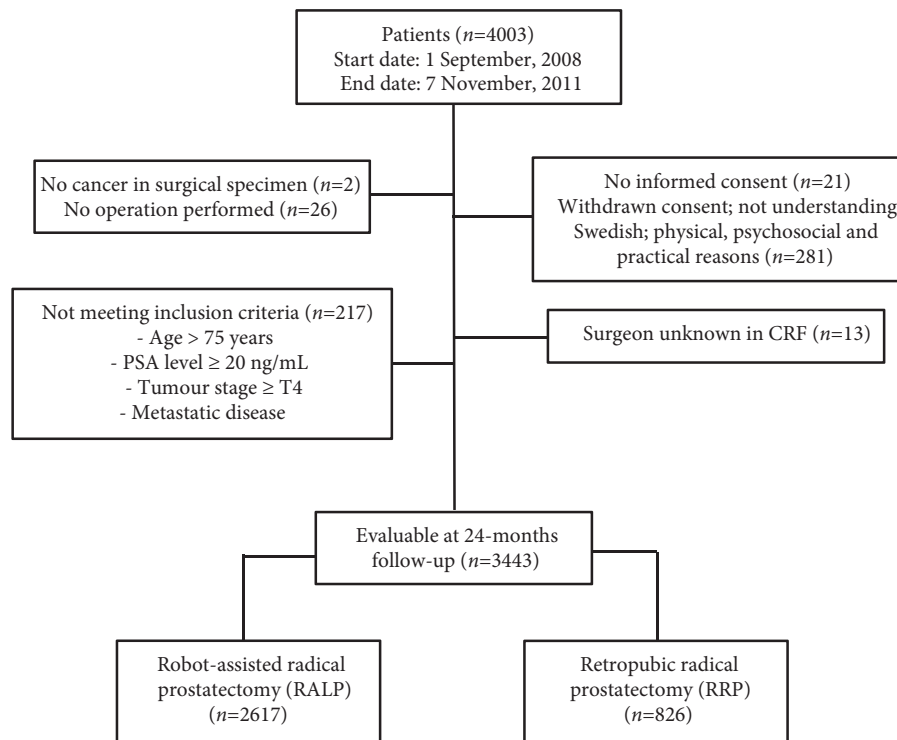 Patients (n=4003)
Start date: 1 September, 2008
End date: 7 November, 2011
No cancer in surgical specimen (n=2)
No operation performed (n=26)
No informed consent (n=21)
Withdrawn consent; not understanding
Swedish; physical, psychosocial and
practical reasons (n=281)
Not meeting inclusion criteria (n=217)
- Age > 75 years
- PSA level ≥ 20 ng/mL
- Tumour stage ≥ T4
- Metastatic disease
Surgeon unknown in CRF (n=13)
Evaluable at 24-months
follow-up (n=3443)
Robot-assisted radical
prostatectomy (RALP)
(n=2617)
Retropubic radical
prostatectomy (RRP)
(n=826)